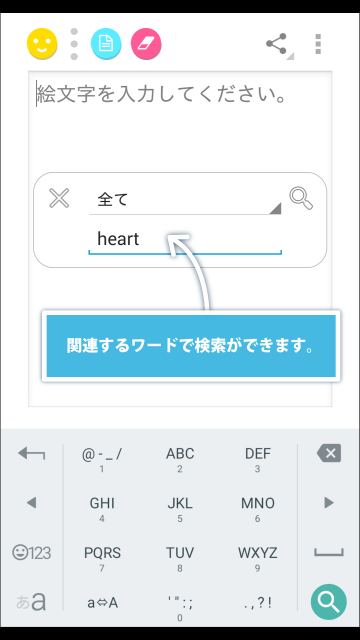 絵文字を入力してください。
全て
heart
関連するワードで検索ができます。
@ - _ / ABC DEF
1 2 3
GHI JKL MNO
4 5 6
☺123 PQRS TUV WXYZ
7 8 9
あa a⇔A ' " : ; . , ? !
0